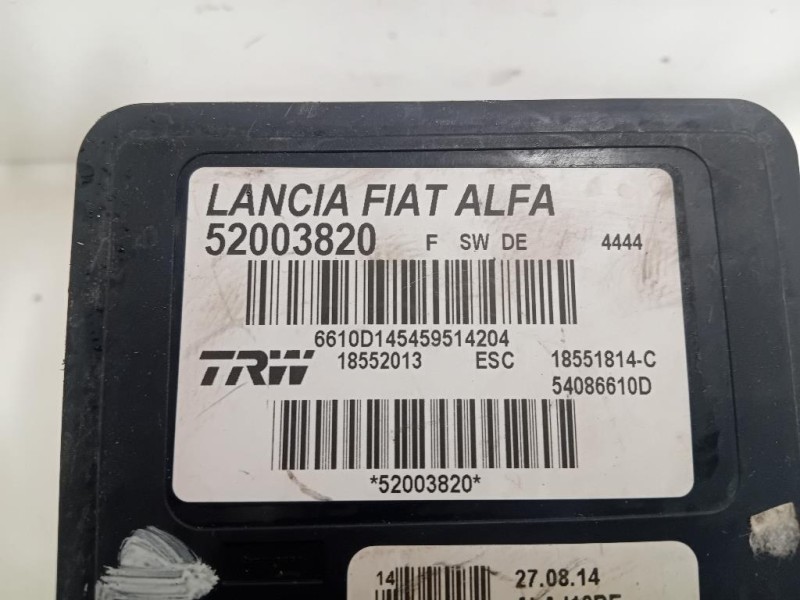 LANCIA FIAT ALFA
52003820 F SW DE 4444
6610D145459514204
TRW 18552013 ESC 18551814-C
54086610D
*52003820*
14 27.08.14